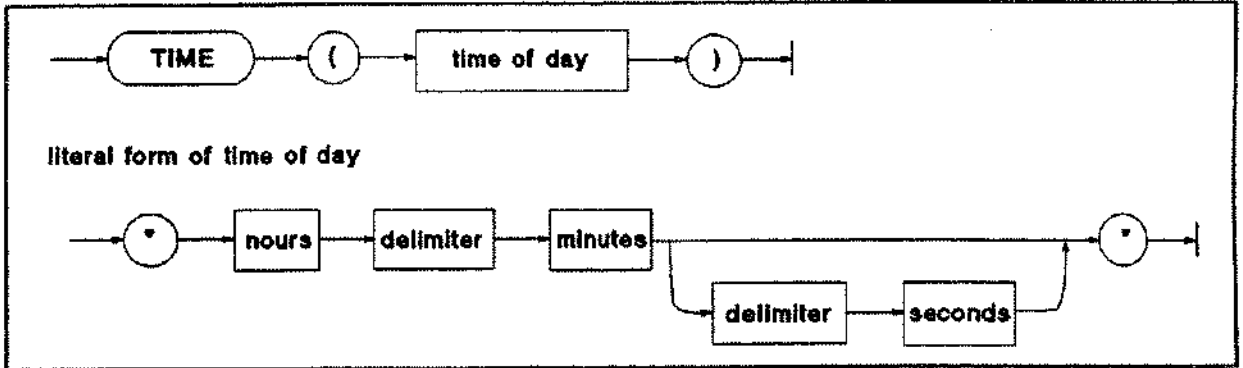 TIME ( time of day )
literal form of time of day
" nours delimiter minutes "
delimiter seconds